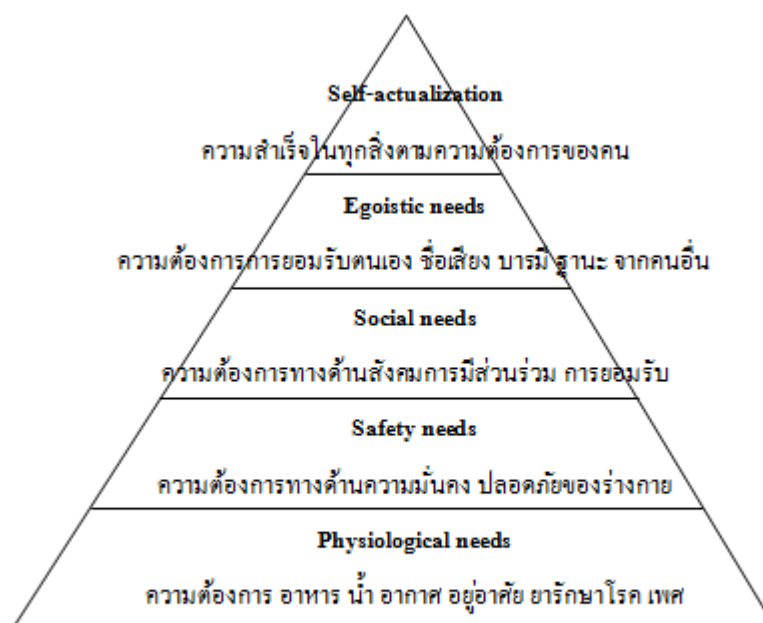 Self-actualization
ความสำเร็จในทุกสิ่งตามความต้องการของคน
Egoistic needs
ความต้องการการยอมรับตนเอง ชื่อเสียง บารมี ฐานะ จากคนอื่น
Social needs
ความต้องการทางด้านสังคมการมีส่วนร่วม การยอมรับ
Safety needs
ความต้องการทางด้านความมั่นคง ปลอดภัยของร่างกาย
Physiological needs
ความต้องการ อาหาร น้ำ อากาศ อยู่อาศัย ยารักษาโรค เพศ